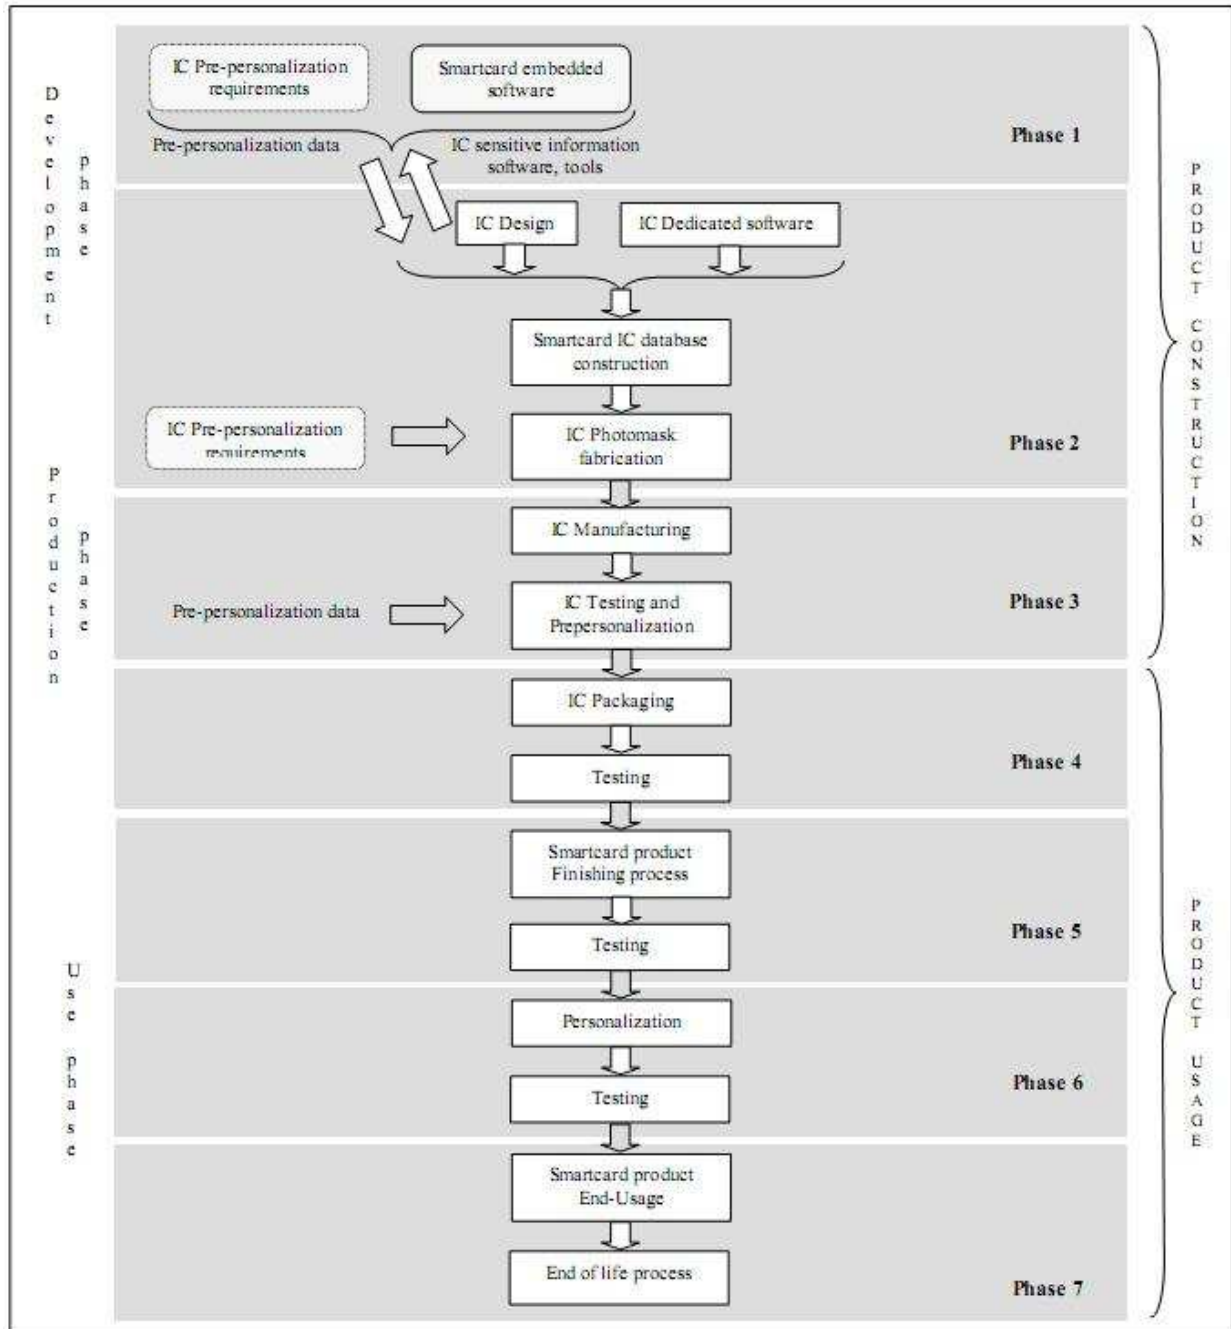 IC Pre-personalization
requirements
Smartcard embedded
software
Pre-personalization data
IC sensitive information
software, tools
Phase 1
Development
phase
IC Design
IC Dedicated software
Smartcard IC database
construction
IC Pre-personalization
requirements
IC Photomask
fabrication
Phase 2
PRODUCT CONSTRUCTION
Production
phase
IC Manufacturing
Pre-personalization data
IC Testing and
Prepersonalization
Phase 3
IC Packaging
Testing
Phase 4
Smartcard product
Finishing process
Testing
Phase 5
Use phase
PRODUCT USAGE
Personalization
Testing
Phase 6
Smartcard product
End-Usage
End of life process
Phase 7